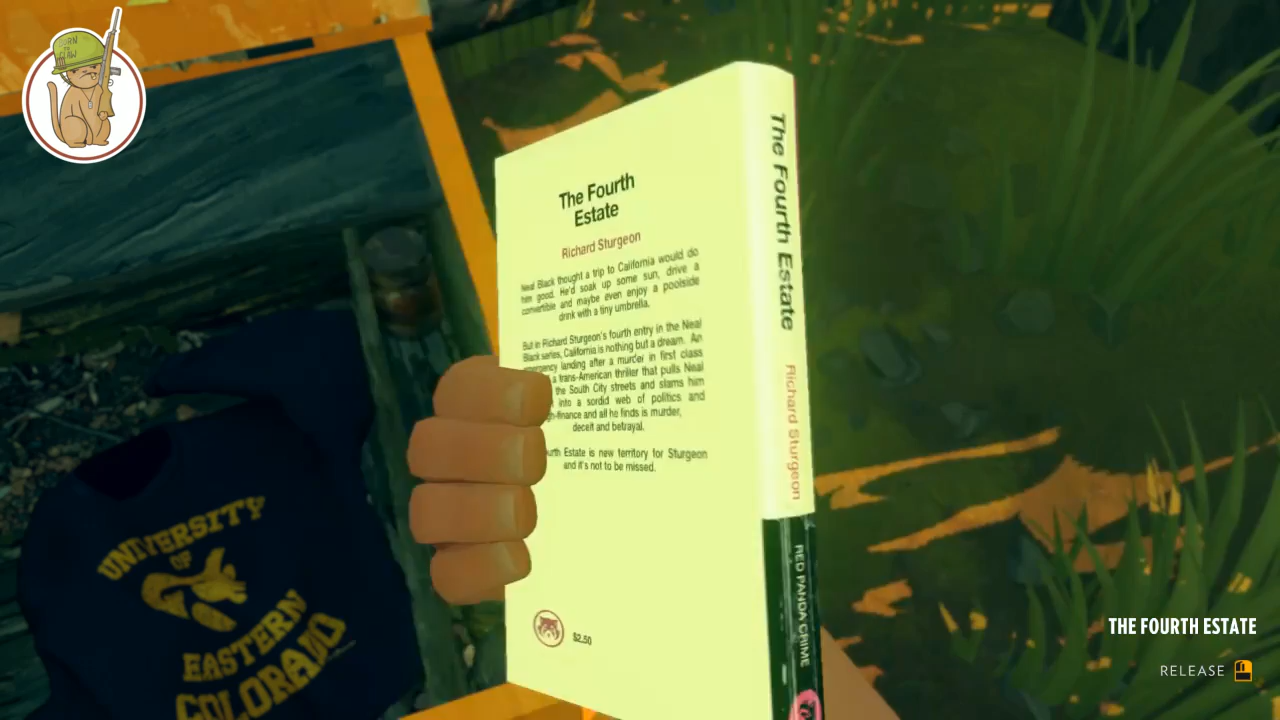 BORN
TO
CLAW
The Fourth
Estate
Richard Sturgeon
Neal Black thought a trip to California would do
him good. He'd soak up some sun, drive a
convertible and maybe even enjoy a poolside
drink with a tiny umbrella.
But in Richard Sturgeon's fourth entry in the Neal
Black series, California is nothing but a dream. An
landing after a murder in first class
a trans-American thriller that pulls Neal
the South City streets and slams him
into a sordid web of politics and
finance and all he finds is murder,
deceit and betrayal.
Estate is new territory for Sturgeon
and it's not to be missed.
$2.50
The Fourth Estate
Richard Sturgeon
RED PANDA CRIME
UNIVERSITY
OF
EASTERN
COLORADO
THE FOURTH ESTATE
RELEASE